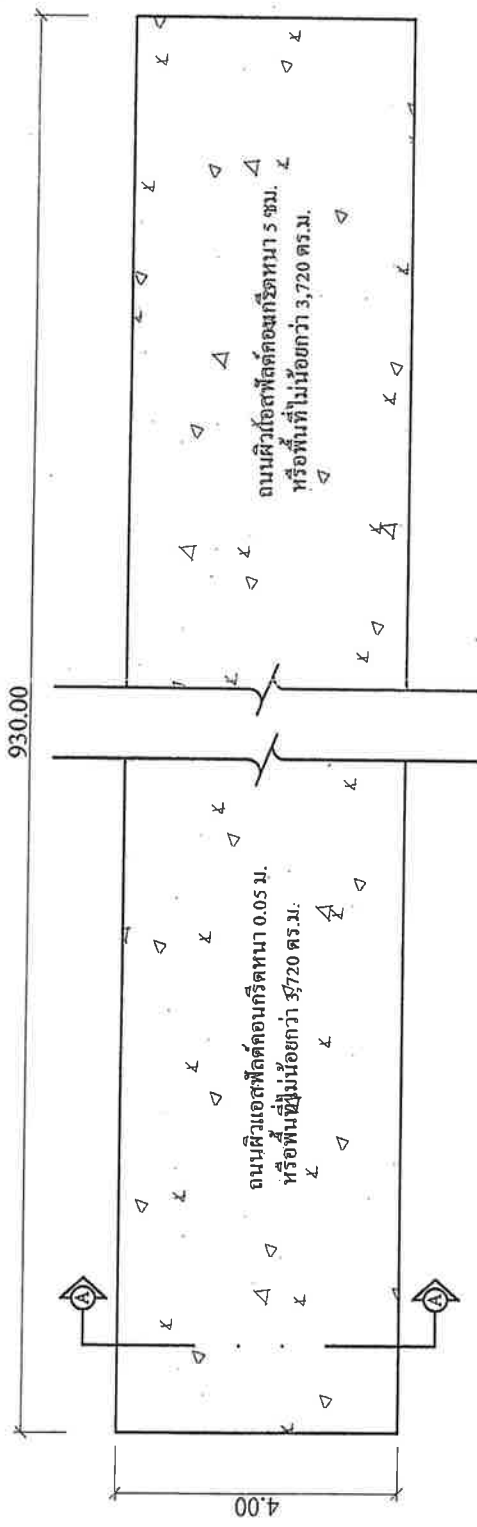 930.00
ถนนผิวแอสฟัลต์คอนกรีตหนา 0.05 ม.
หรือพื้นที่ไม่น้อยกว่า 3,720 ตร.ม.
ถนนผิวแอสฟัลต์คอนกรีตหนา 5 ซม.
หรือพื้นที่ไม่น้อยกว่า 3,720 ตร.ม.
A
A
4.00